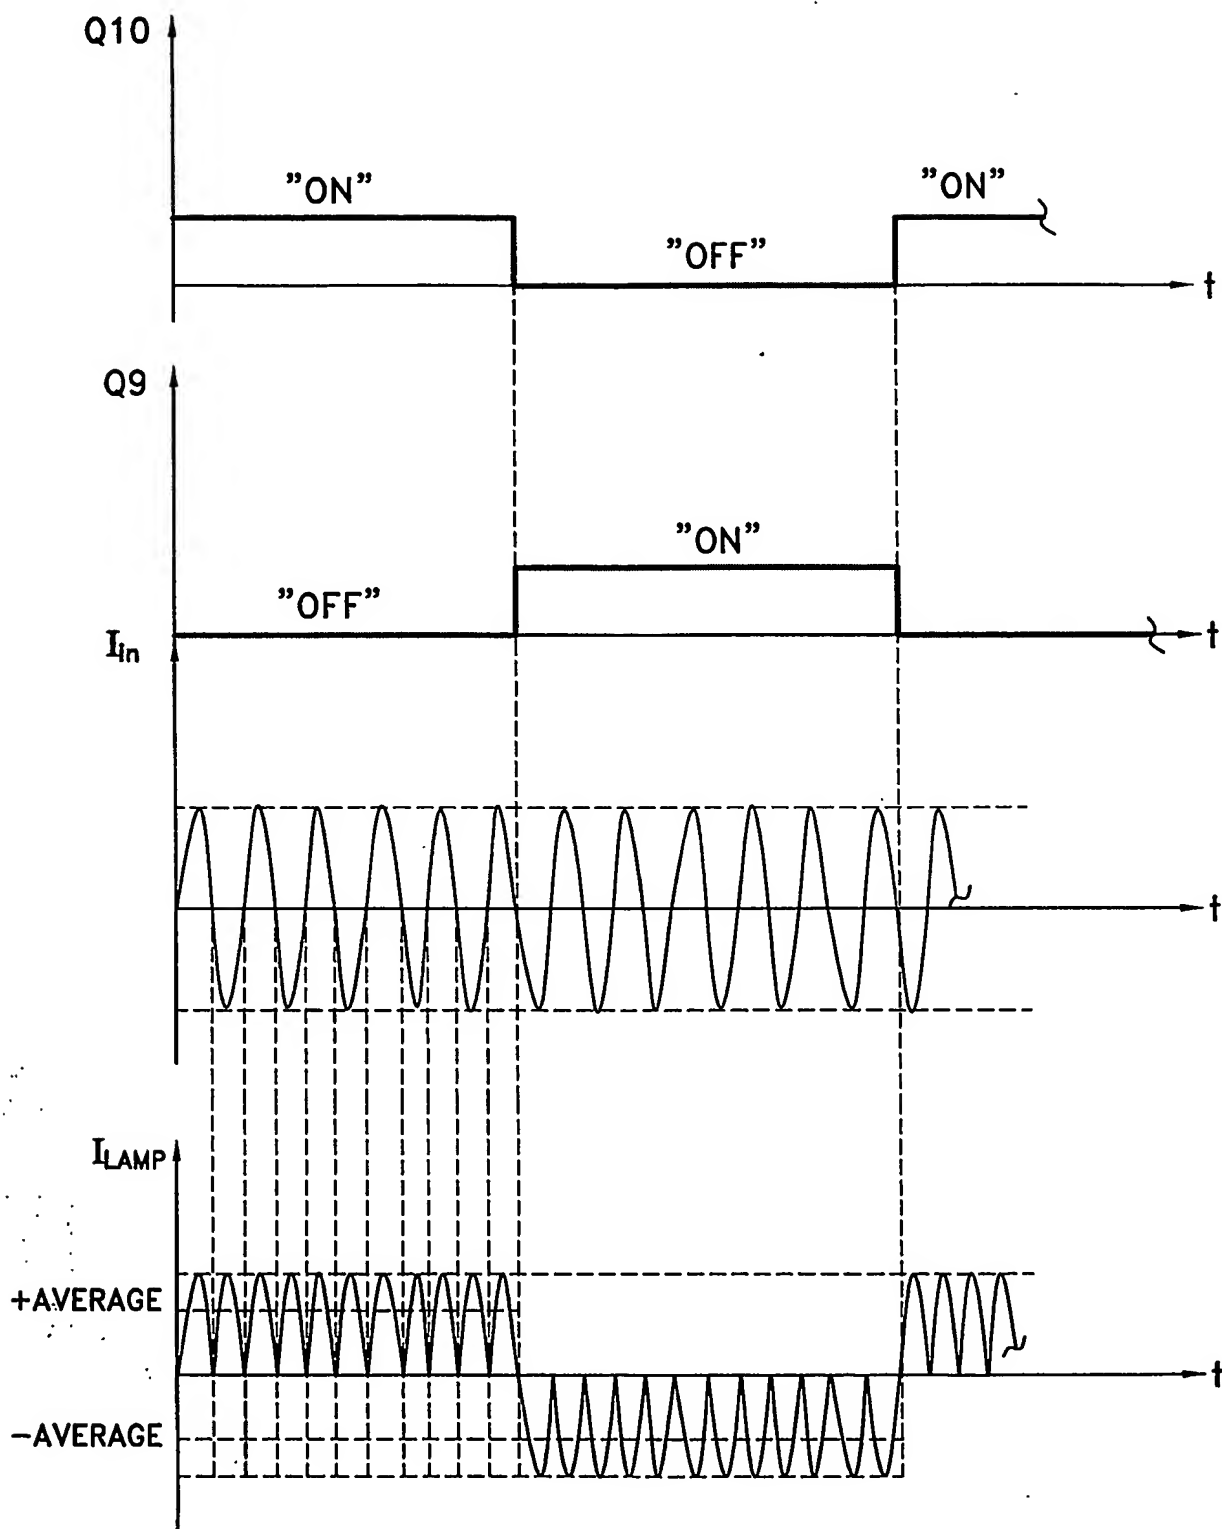 Q10
"ON"
"ON"
"OFF"
t
Q9
"ON"
"OFF"
t
Iin
t
ILAMP
+AVERAGE
t
-AVERAGE